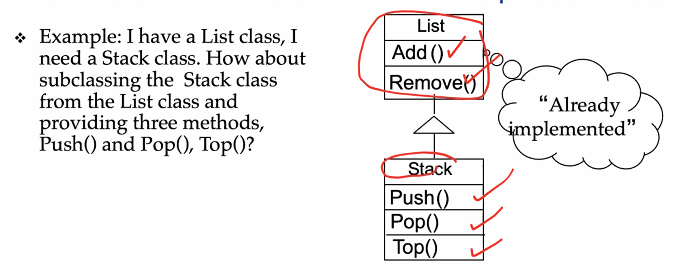 ❖ Example: I have a List class, I
need a Stack class. How about
subclassing the  Stack class
from the List class and
providing three methods,
Push() and Pop(), Top()?
List
Add ()
Remove()
“Already
implemented”
Stack
Push ()
Pop()
Top()